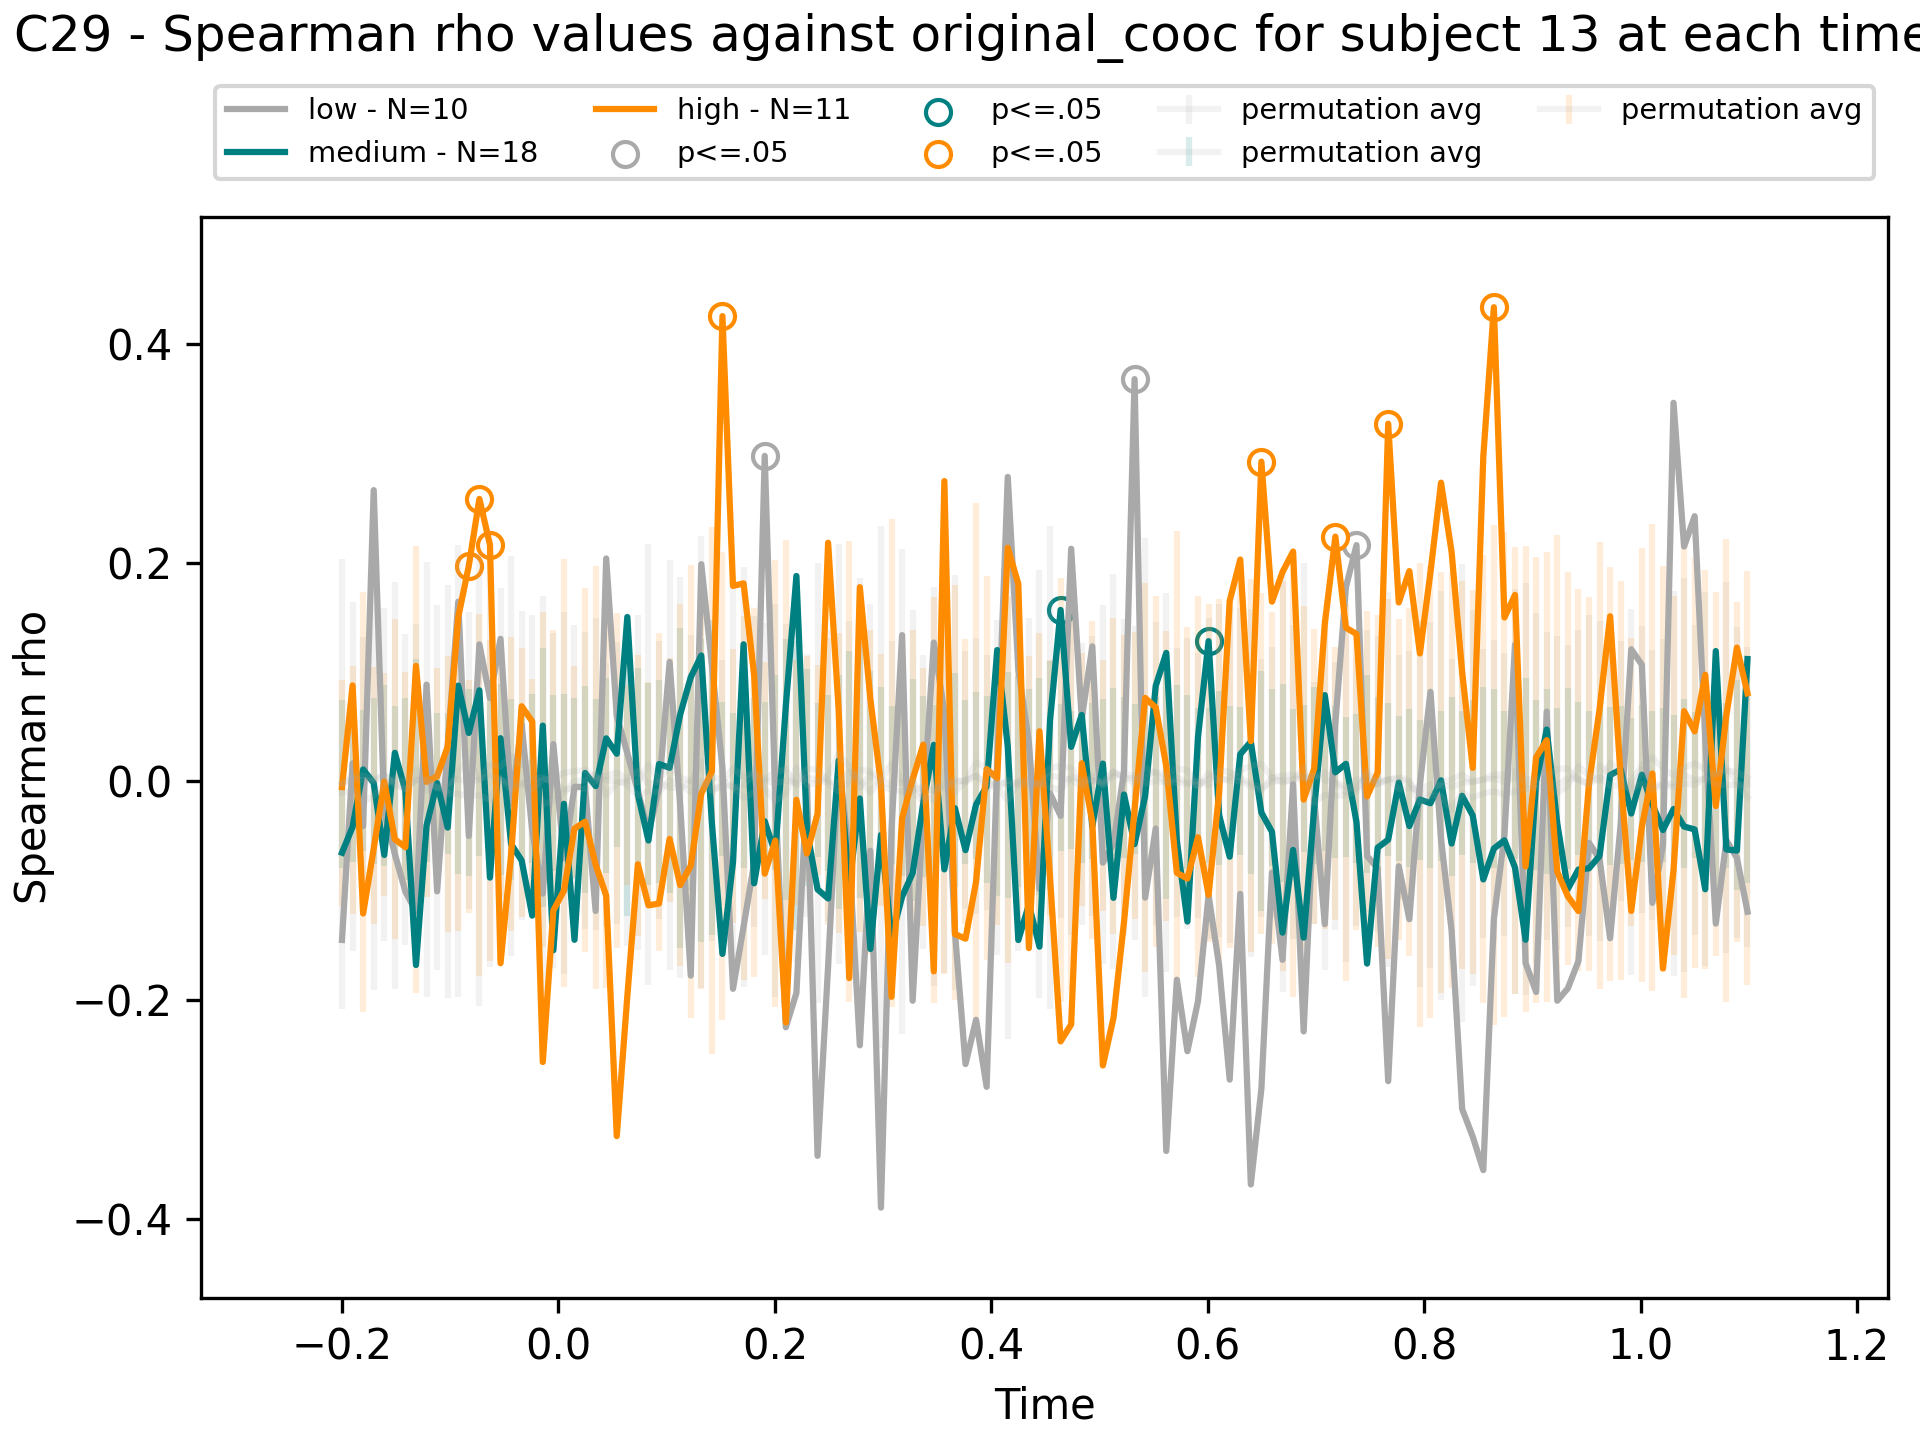 C29 - Spearman rho values against original_cooc for subject 13 at each time
low - N=10
medium - N=18
high - N=11
p<=.05
p<=.05
p<=.05
permutation avg
permutation avg
permutation avg
Spearman rho
0.4
0.2
0.0
−0.2
−0.4
−0.2 0.0 0.2 0.4 0.6 0.8 1.0 1.2
Time